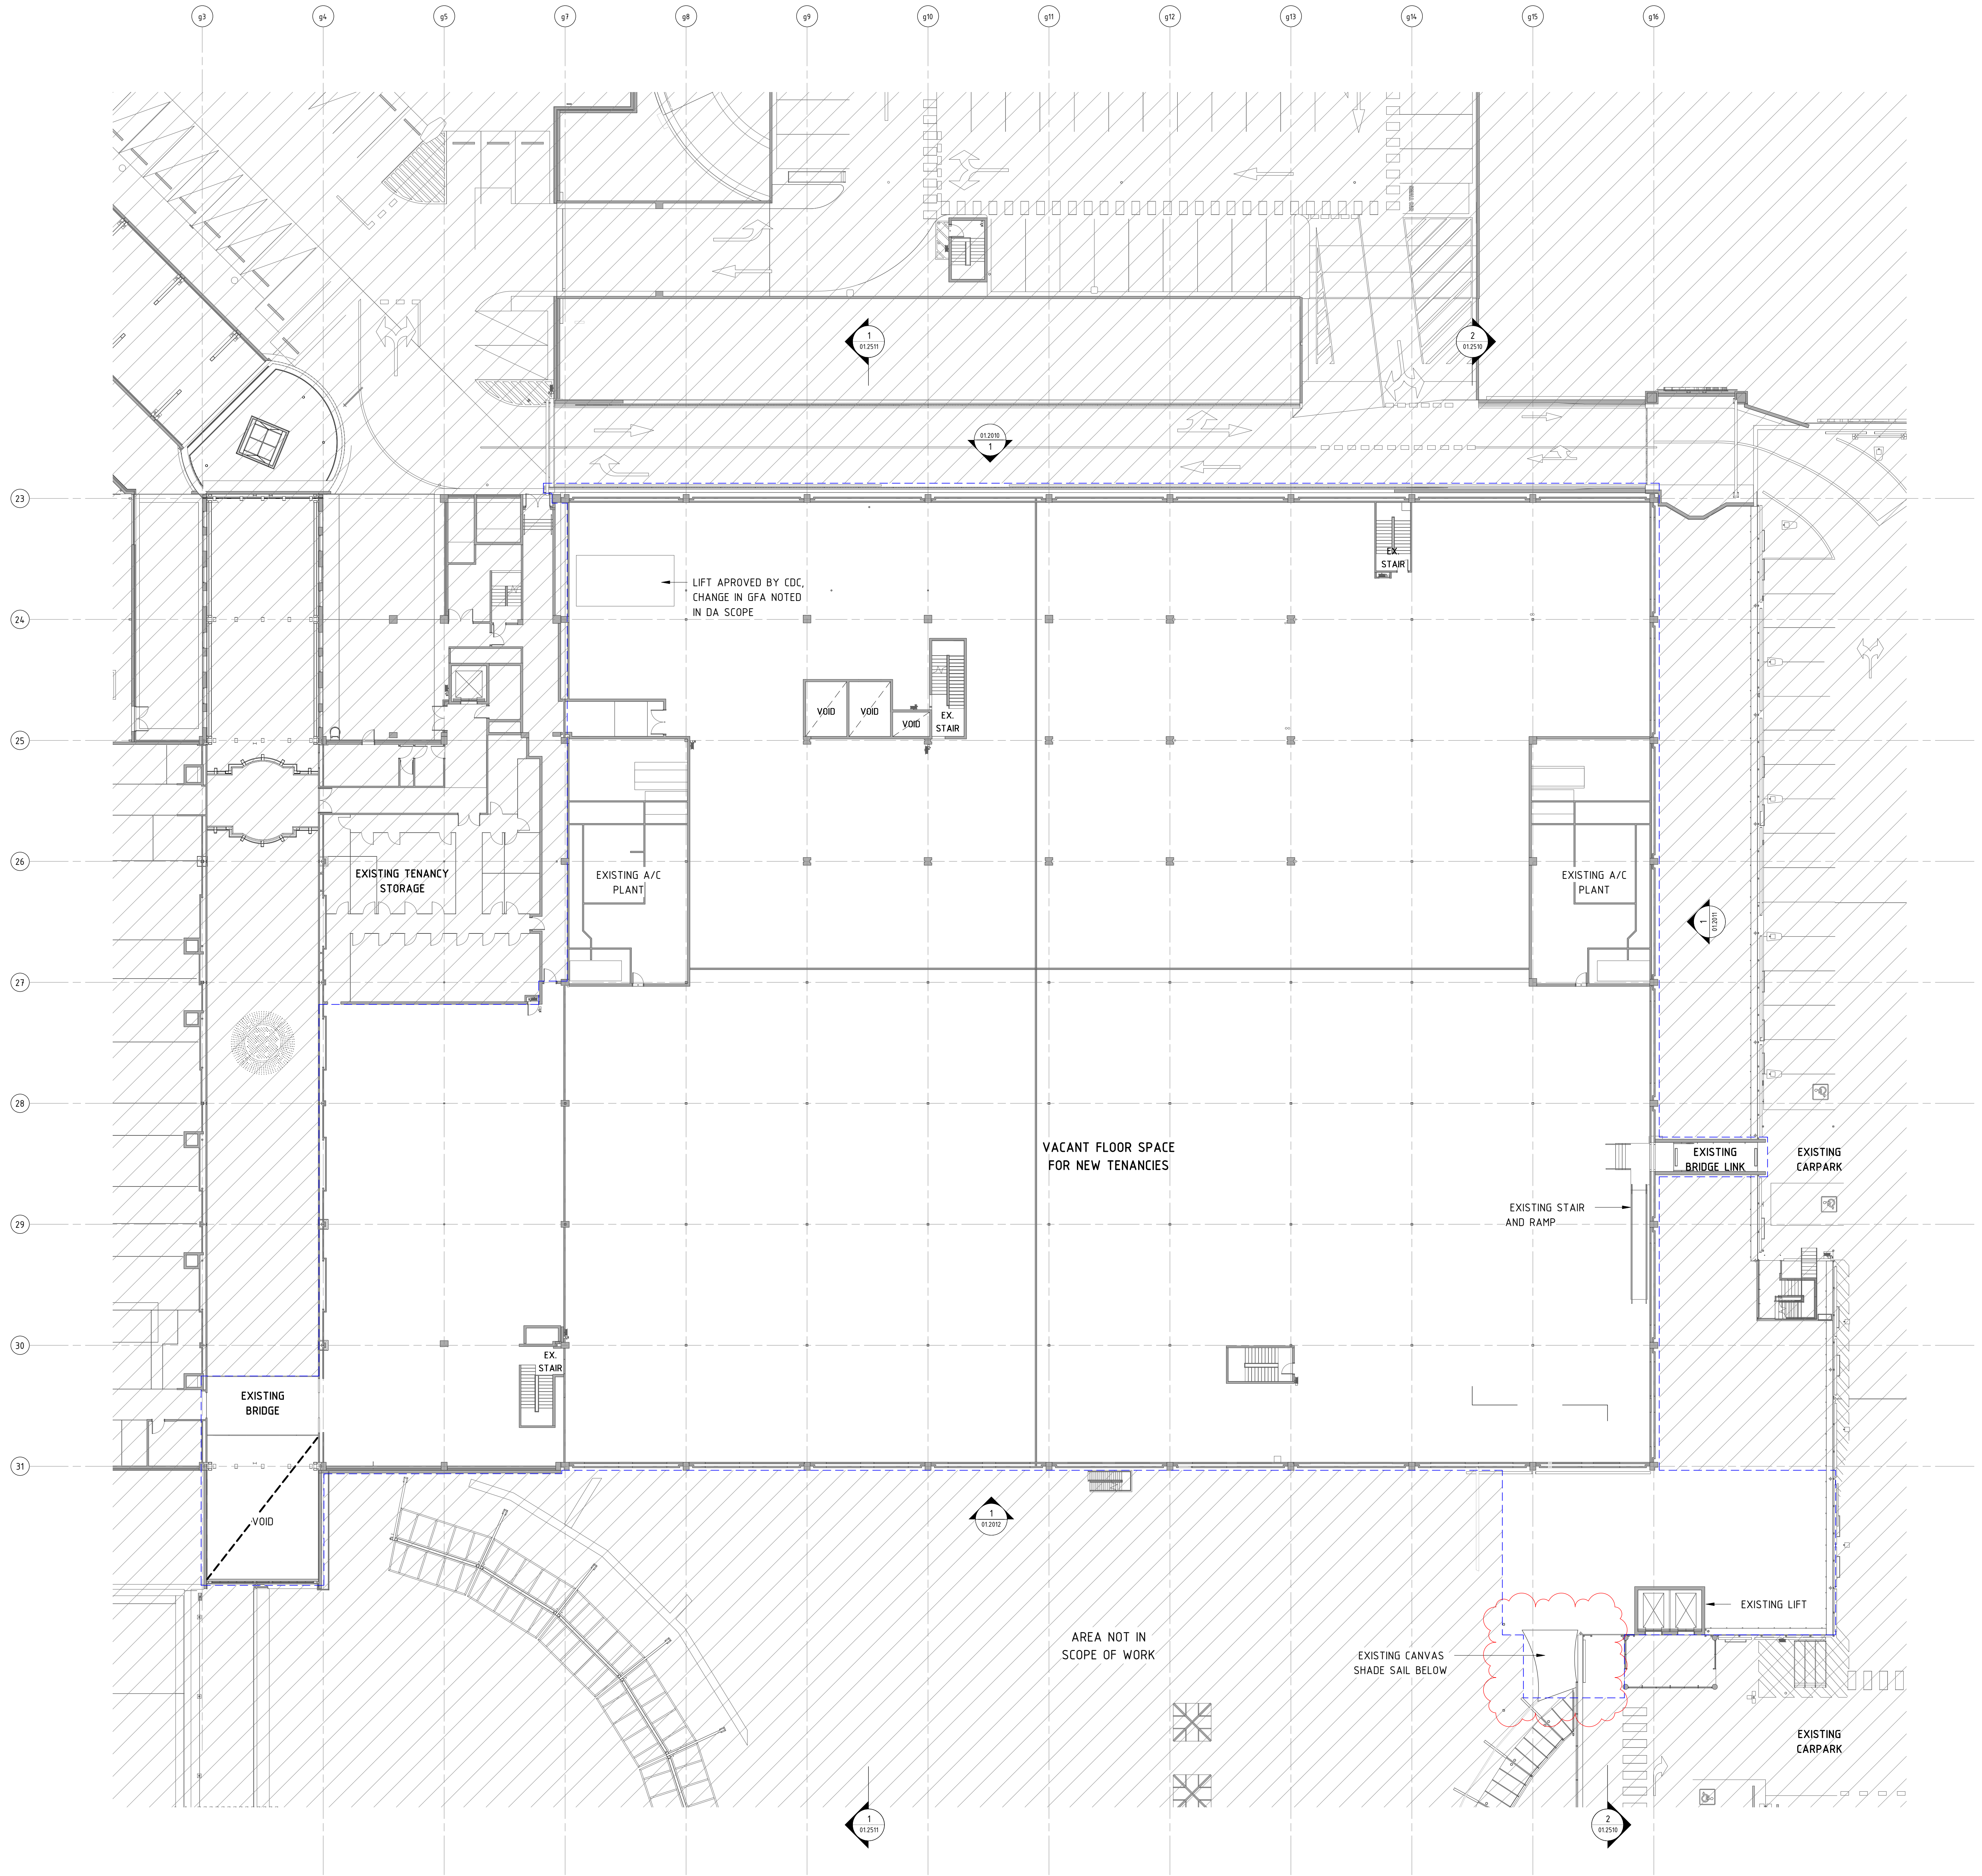 g3 g4 g5 g7 g8 g9 g10 g11 g12 g13 g14 g15 g16
1
01.2511
2
01.2510
01.2010
1
23
EX.
STAIR
LIFT APROVED BY CDC,
CHANGE IN GFA NOTED
IN DA SCOPE
24
VOID
VOID
VOID
EX.
STAIR
25
26
EXISTING TENANCY
STORAGE
EXISTING A/C
PLANT
EXISTING A/C
PLANT
1
01.2011
27
28
VACANT FLOOR SPACE
FOR NEW TENANCIES
EXISTING
BRIDGE LINK
EXISTING
CARPARK
EXISTING STAIR
AND RAMP
29
30
EX.
STAIR
EXISTING
BRIDGE
31
VOID
1
01.2012
EXISTING LIFT
AREA NOT IN
SCOPE OF WORK
EXISTING CANVAS
SHADE SAIL BELOW
EXISTING
CARPARK
1
01.2511
2
01.2510